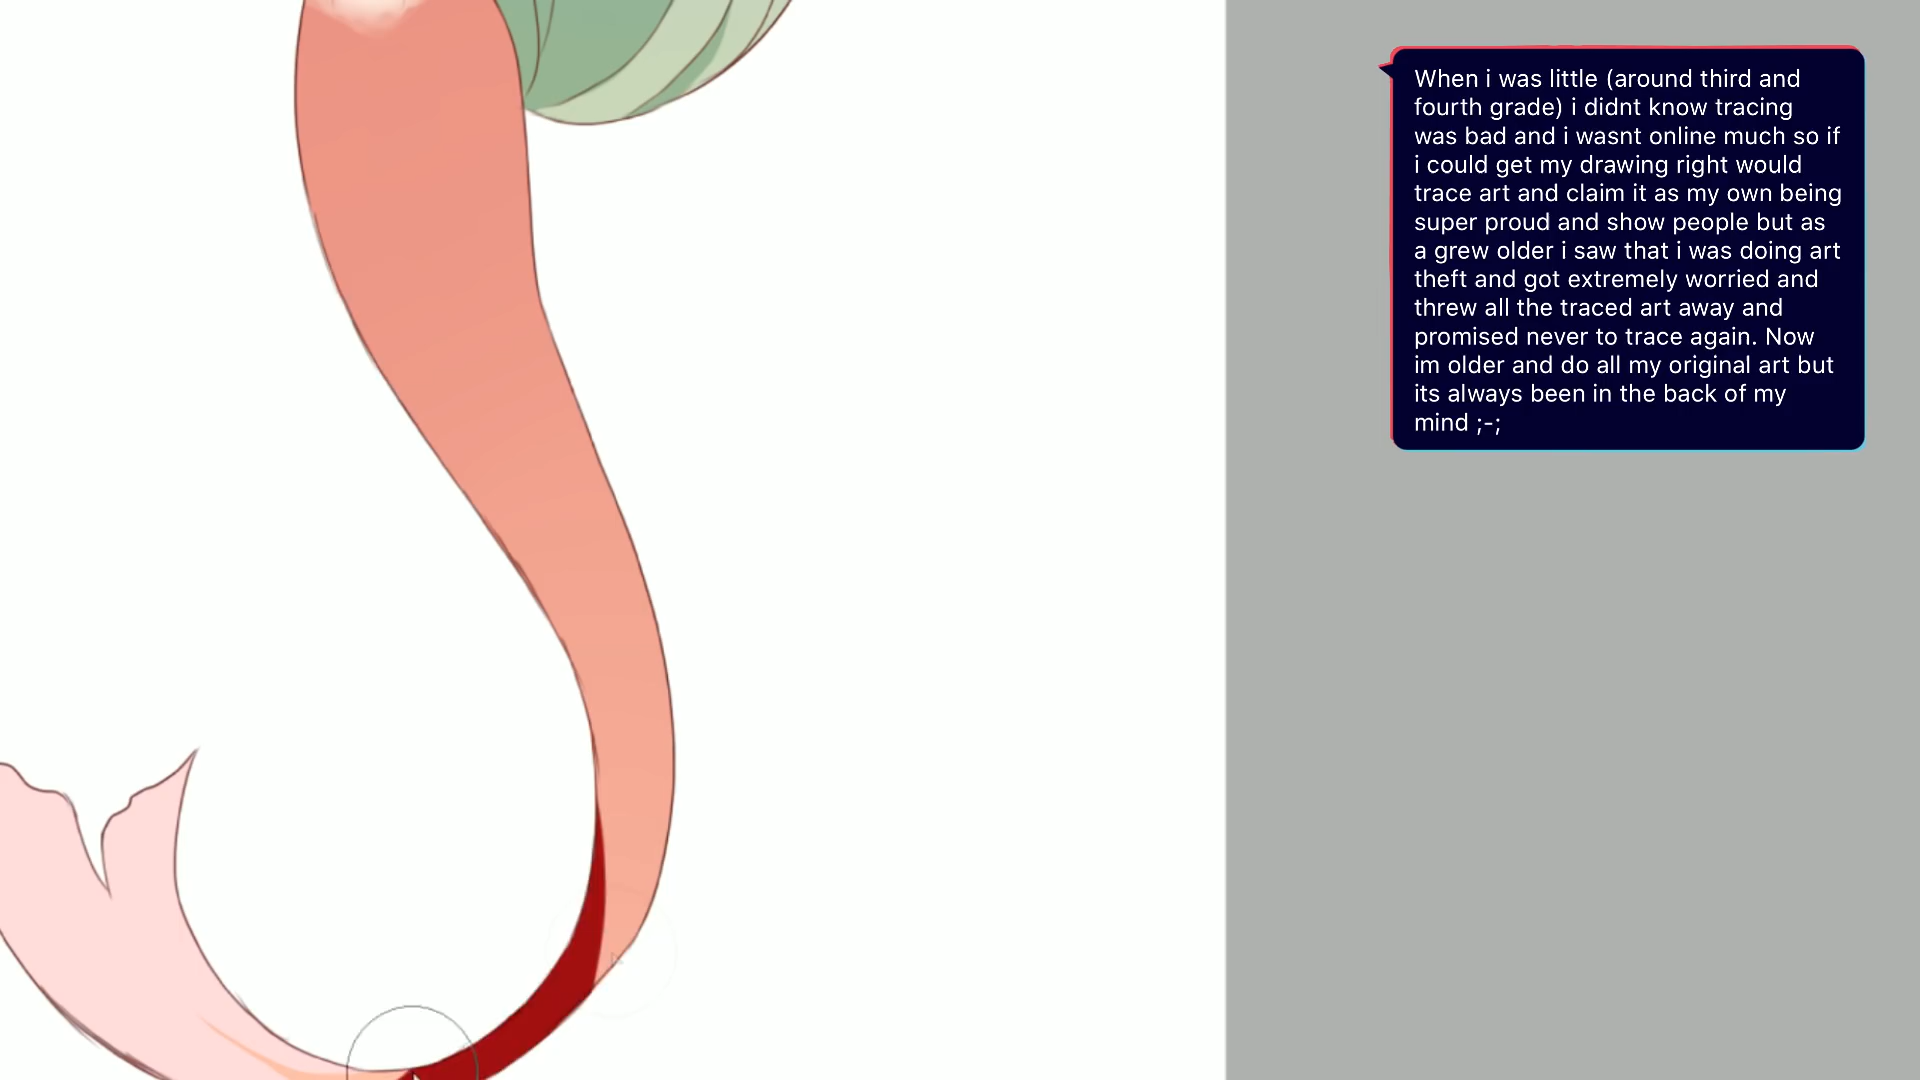 When i was little (around third and
fourth grade) i didnt know tracing
was bad and i wasnt online much so if
i could get my drawing right would
trace art and claim it as my own being
super proud and show people but as
a grew older i saw that i was doing art
theft and got extremely worried and
threw all the traced art away and
promised never to trace again. Now
im older and do all my original art but
its always been in the back of my
mind ;-;